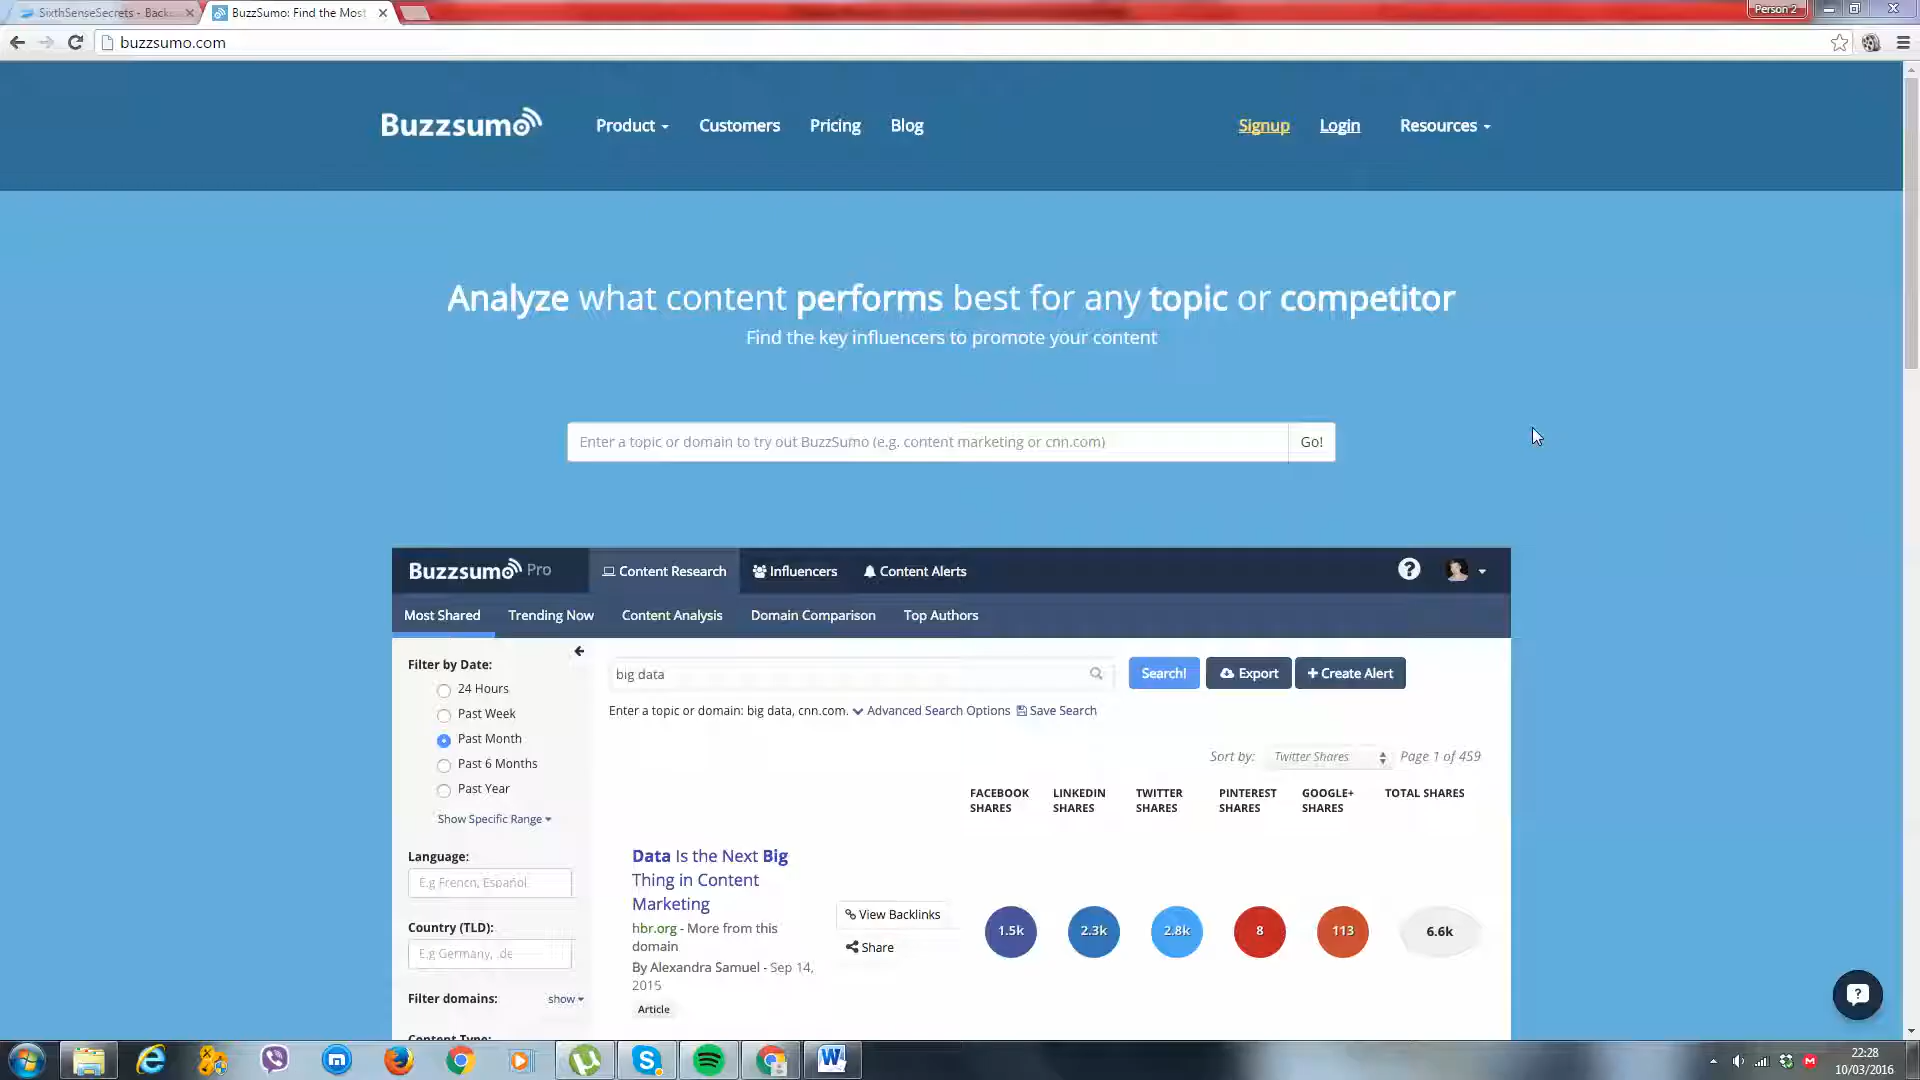 SixthSenseSecrets - Back
BuzzSumo: Find the Most
Person 2
buzzsumo.com
Buzzsumo
Product
Customers
Pricing
Blog
Signup
Login
Resources
Analyze what content performs best for any topic or competitor
Find the key influencers to promote your content
Enter a topic or domain to try out BuzzSumo (e.g. content marketing or cnn.com)
Go!
Buzzsumo Pro
Content Research
Influencers
Content Alerts
?
Most Shared
Trending Now
Content Analysis
Domain Comparison
Top Authors
Filter by Date:
24 Hours
Past Week
Past Month
Past 6 Months
Past Year
Show Specific Range
Language:
E.g French, Español
Country (TLD):
E.g Germany, .de
Filter domains:
show
Content Type:
big data
Search!
Export
+ Create Alert
Enter a topic or domain: big data, cnn.com.
Advanced Search Options
Save Search
Sort by:
Twitter Shares
Page 1 of 459
FACEBOOK SHARES
LINKEDIN SHARES
TWITTER SHARES
PINTEREST SHARES
GOOGLE+ SHARES
TOTAL SHARES
Data Is the Next Big
Thing in Content
Marketing
hbr.org - More from this
domain
By Alexandra Samuel - Sep 14,
2015
Article
View Backlinks
Share
1.5k
2.3k
2.8k
8
113
6.6k
?
22:28
10/03/2016